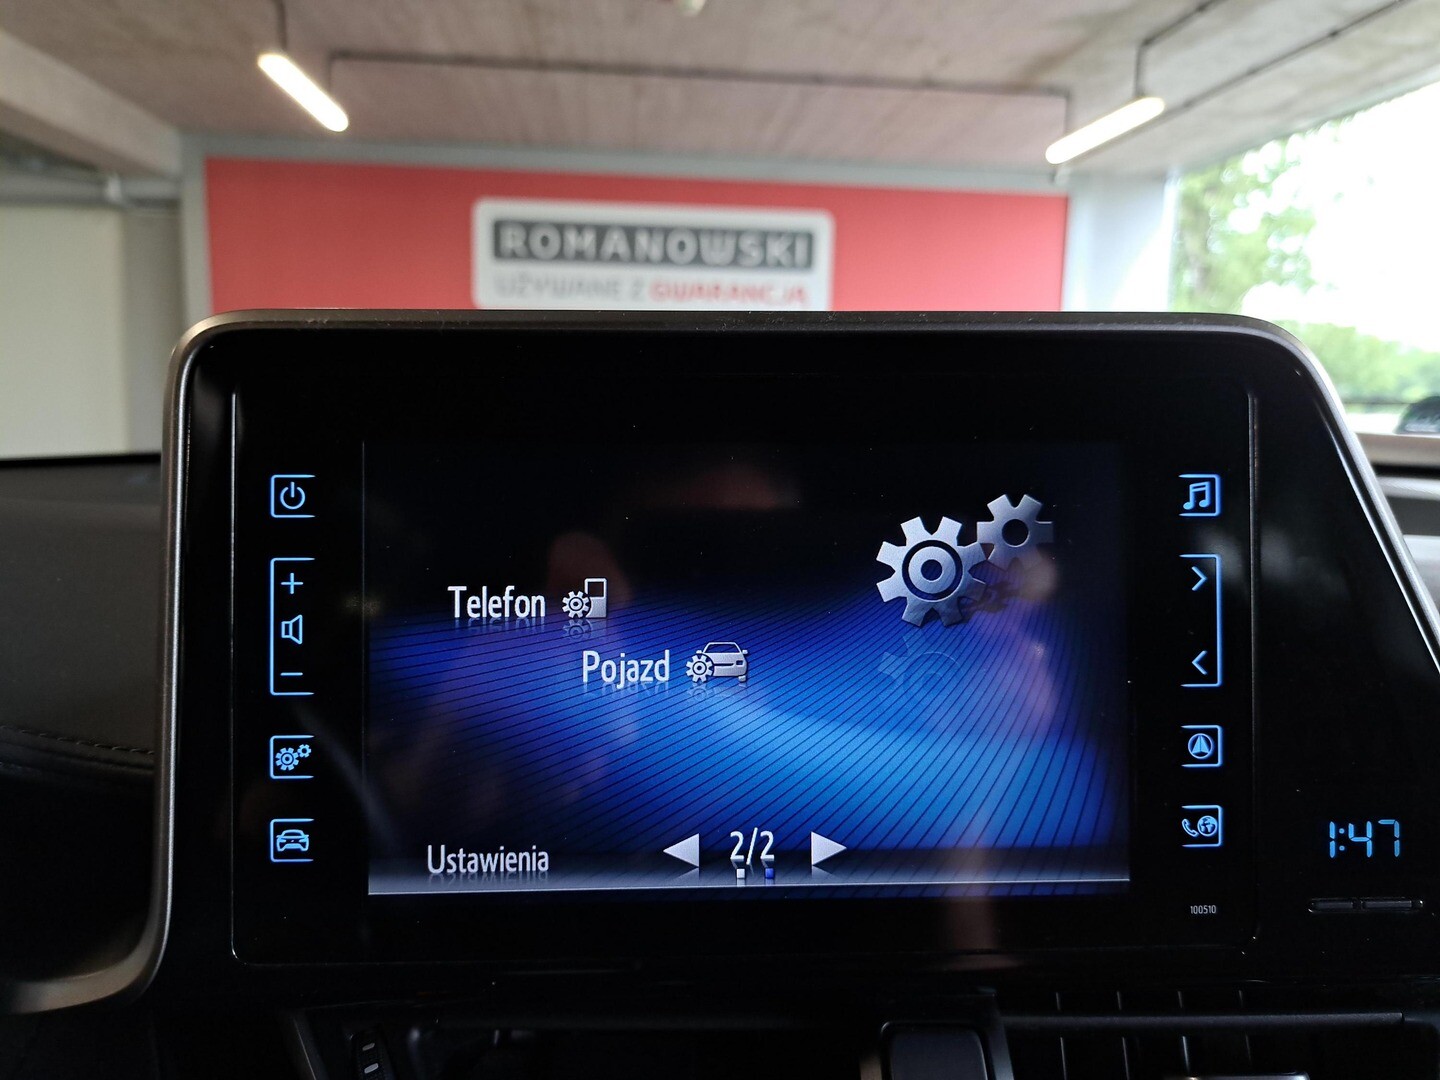 ROMANOWSKI
UŻYWANE Z GWARANCJĄ
Telefon
Pojazd
Ustawienia
2/2
1:47
100510